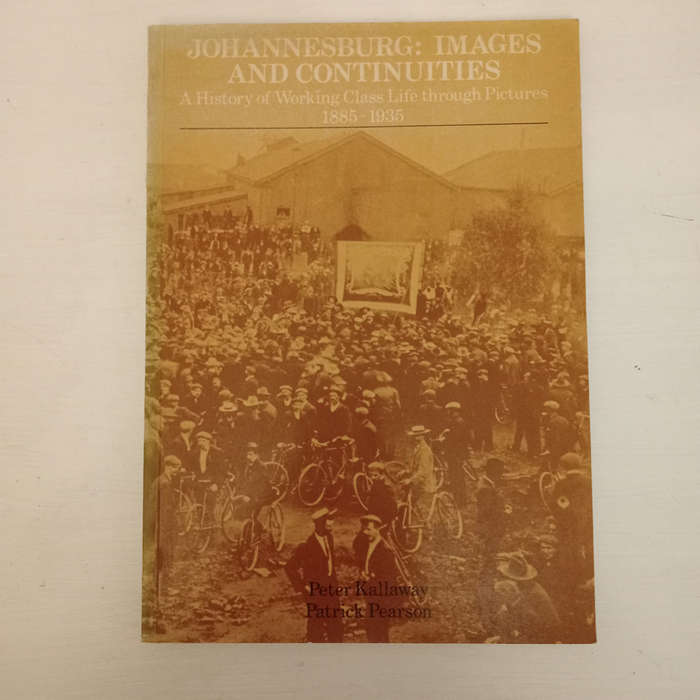 JOHANNESBURG: IMAGES
AND CONTINUITIES
A History of Working Class Life through Pictures
1885-1935
Peter Kallaway
Patrick Pearson